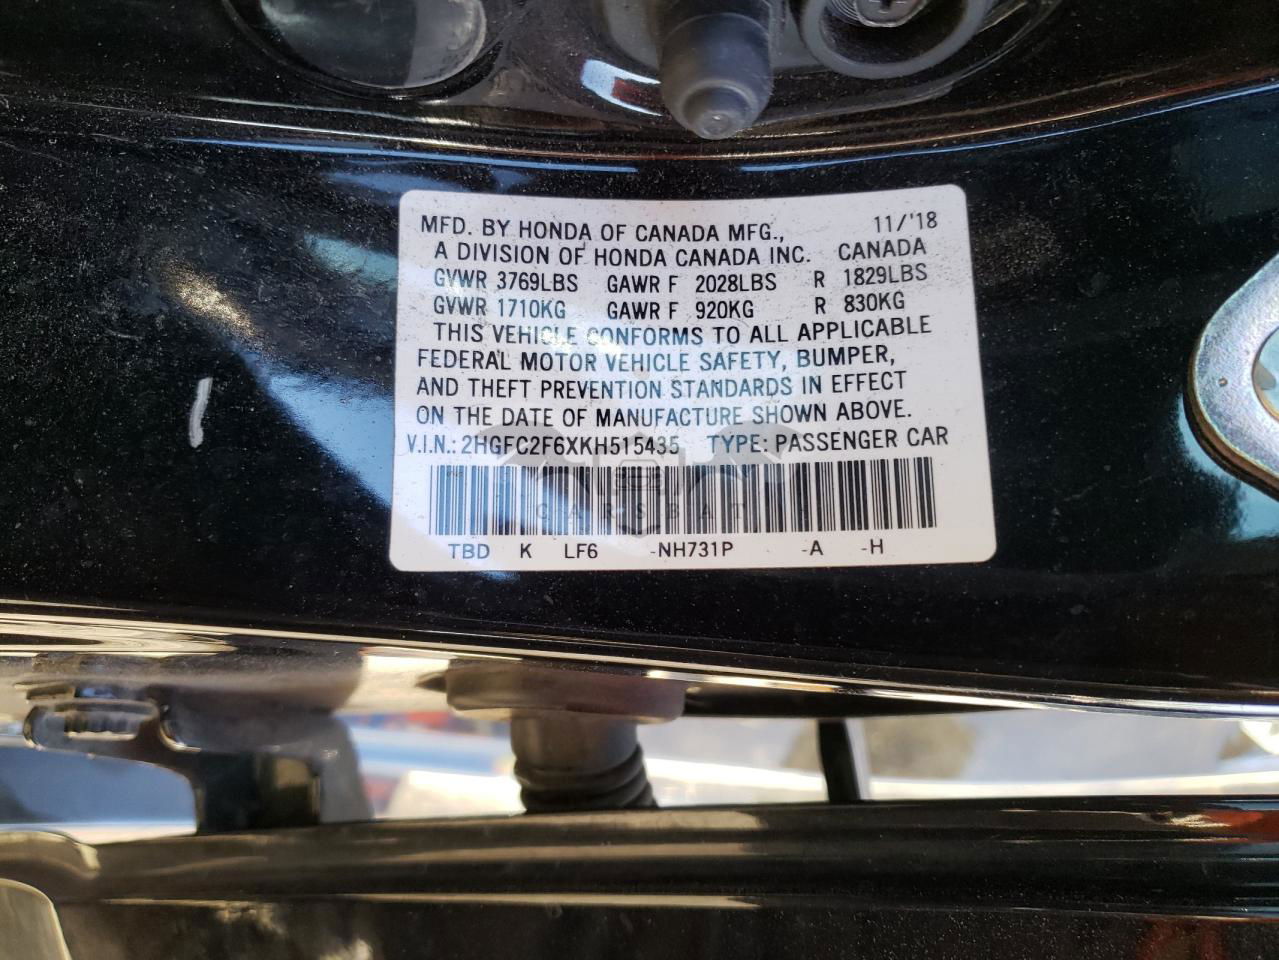 MFD. BY HONDA OF CANADA MFG., 11/'18
A DIVISION OF HONDA CANADA INC. CANADA
GVWR 3769LBS GAWR F 2028LBS R 1829LBS
GVWR 1710KG GAWR F 920KG R 830KG
THIS VEHICLE CONFORMS TO ALL APPLICABLE
FEDERAL MOTOR VEHICLE SAFETY, BUMPER,
AND THEFT PREVENTION STANDARDS IN EFFECT
ON THE DATE OF MANUFACTURE SHOWN ABOVE.
V.I.N.: 2HGFC2F6XKH515435 TYPE: PASSENGER CAR
CARSBAT
TBD K LF6 -NH731P -A -H